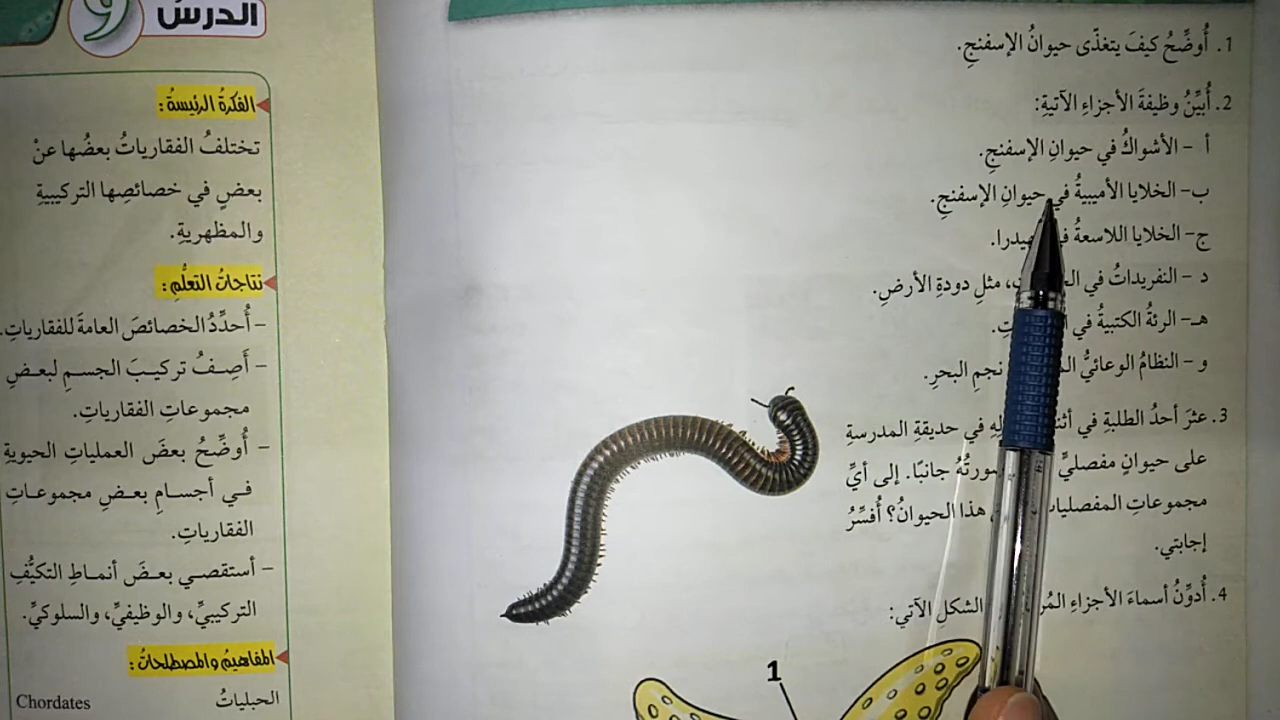 1. أُوضِّحُ كيفَ يتغذّى حيوانُ الإسفنجِ.
2. أُبيِّنُ وظيفةَ الأجزاءِ الآتيةِ:
أ - الأشواكُ في حيوانِ الإسفنجِ.
ب- الخلايا الأميبيةُ في حيوانِ الإسفنجِ.
ج- الخلايا اللاسعةُ
د - النفريداتُ في مثلِ دودةِ الأرضِ.
هـ- الرئةُ الكتبيةُ في
و - النظامُ الوعائيُّ نجمِ البحرِ.
3. عثرَ أحدُ الطلبةِ في في حديقةِ المدرسةِ
على حيوانٍ مفصليٍّ جانبًا. إلى أيِّ
مجموعاتِ هذا الحيوانُ؟ أُفسِّرُ
إجابتي.
4. أُدوِّنُ أسماءَ الأجزاءِ الشكلِ الآتي:
1
الدرسُ
9
الفكرةُ الرئيسةُ:
تختلفُ الفقارياتُ بعضُها عنْ
بعضٍ في خصائصِها التركيبيةِ
والمظهريةِ.
نتاجاتُ التعلُّمِ:
- أُحدِّدُ الخصائصَ العامةَ للفقارياتِ.
- أَصِفُ تركيبَ الجسمِ لبعضِ
مجموعاتِ الفقارياتِ.
- أُوضِّحُ بعضَ العملياتِ الحيويةِ
في أجسامِ بعضِ مجموعاتِ
الفقارياتِ.
- أستقصي بعضَ أنماطِ التكيُّفِ
التركيبيِّ، والوظيفيِّ، والسلوكيِّ.
المفاهيمُ والمصطلحاتُ:
الحبلياتُ Chordates